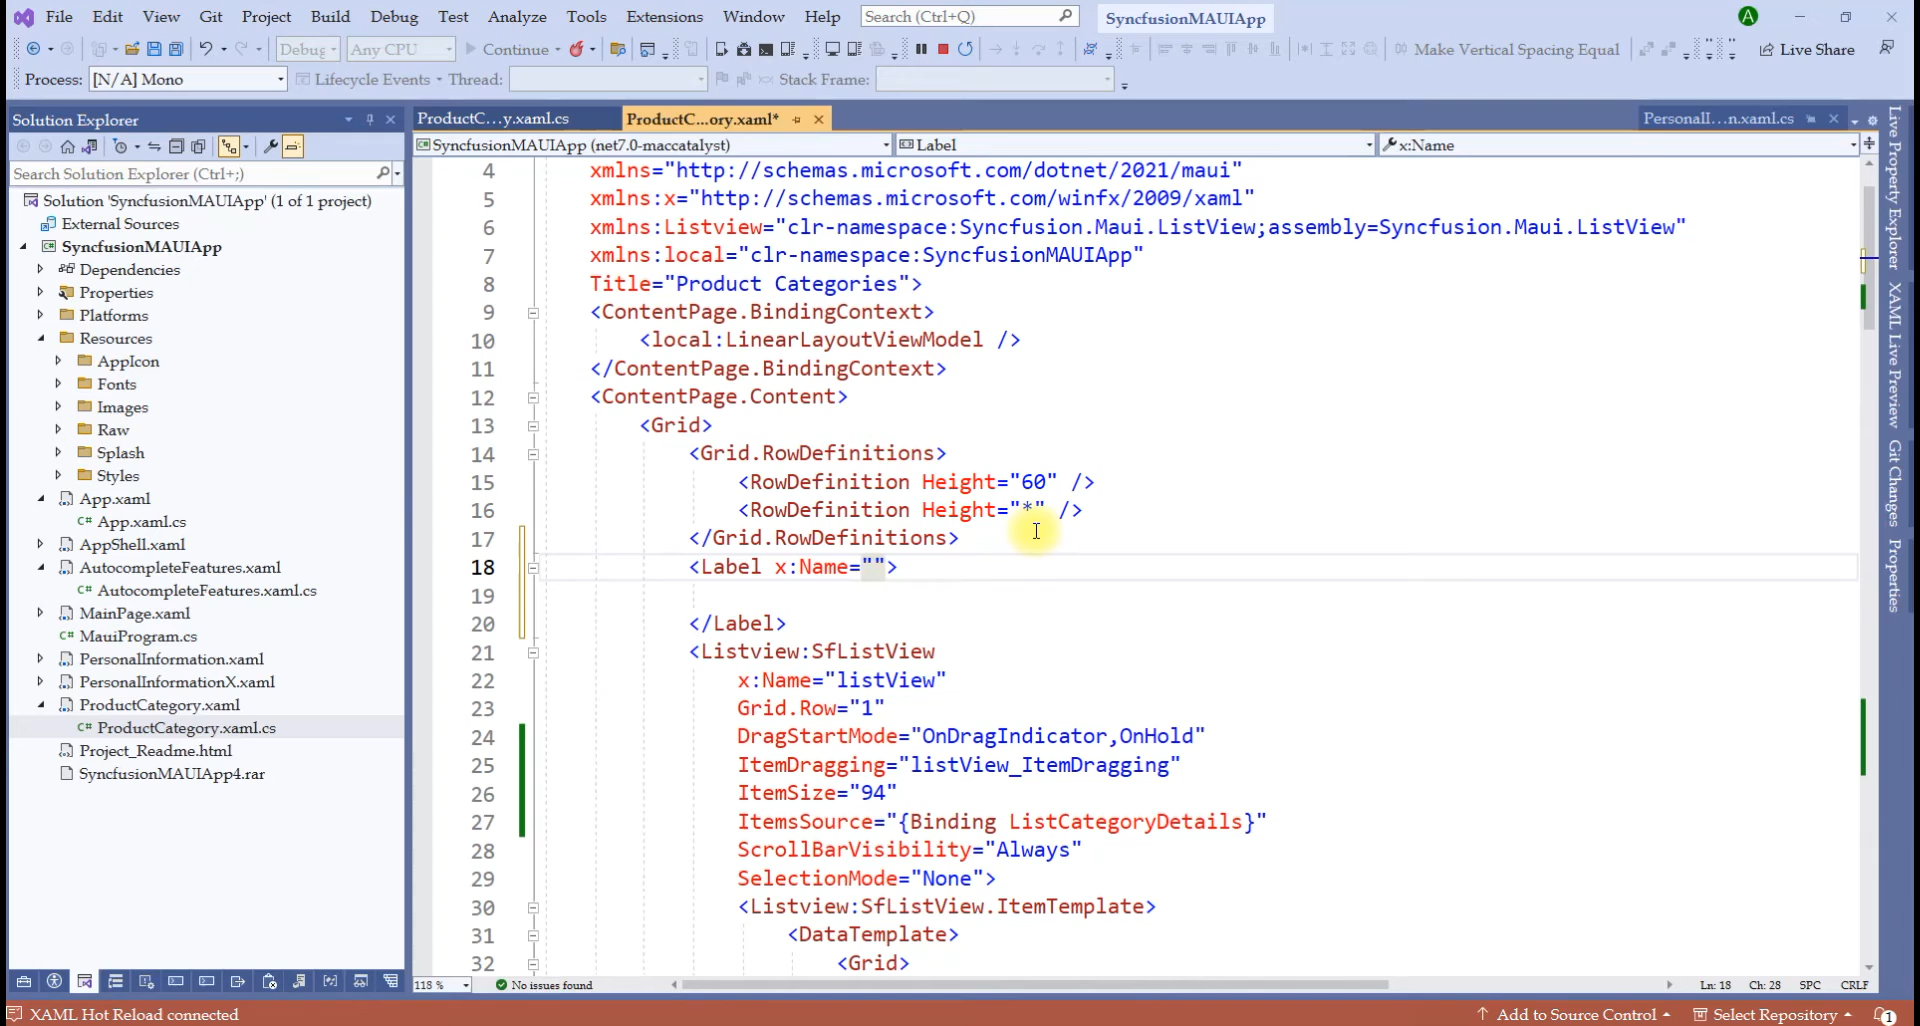 File Edit View Git Project Build Debug Test Analyze Tools Extensions Window Help Search (Ctrl+Q) SyncfusionMAUIApp A
Debug Any CPU Continue Make Vertical Spacing Equal Live Share
Process: [N/A] Mono Lifecycle Events Thread: Stack Frame:
Solution Explorer
Search Solution Explorer (Ctrl+;)
Solution 'SyncfusionMAUIApp' (1 of 1 project)
External Sources
SyncfusionMAUIApp
Dependencies
Properties
Platforms
Resources
AppIcon
Fonts
Images
Raw
Splash
Styles
App.xaml
C# App.xaml.cs
AppShell.xaml
AutocompleteFeatures.xaml
C# AutocompleteFeatures.xaml.cs
MainPage.xaml
C# MauiProgram.cs
PersonalInformation.xaml
PersonalInformationX.xaml
ProductCategory.xaml
C# ProductCategory.xaml.cs
Project_Readme.html
SyncfusionMAUIApp4.rar
ProductC...y.xaml.cs ProductC...ory.xaml* PersonalI...n.xaml.cs
SyncfusionMAUIApp (net7.0-maccatalyst) Label x:Name
4 xmlns="http://schemas.microsoft.com/dotnet/2021/maui"
5 xmlns:x="http://schemas.microsoft.com/winfx/2009/xaml"
6 xmlns:Listview="clr-namespace:Syncfusion.Maui.ListView;assembly=Syncfusion.Maui.ListView"
7 xmlns:local="clr-namespace:SyncfusionMAUIApp"
8 Title="Product Categories">
9 <ContentPage.BindingContext>
10 <local:LinearLayoutViewModel />
11 </ContentPage.BindingContext>
12 <ContentPage.Content>
13 <Grid>
14 <Grid.RowDefinitions>
15 <RowDefinition Height="60" />
16 <RowDefinition Height="*" />
17 </Grid.RowDefinitions>
18 <Label x:Name="">
19
20 </Label>
21 <Listview:SfListView
22 x:Name="listView"
23 Grid.Row="1"
24 DragStartMode="OnDragIndicator,OnHold"
25 ItemDragging="listView_ItemDragging"
26 ItemSize="94"
27 ItemsSource="{Binding ListCategoryDetails}"
28 ScrollBarVisibility="Always"
29 SelectionMode="None">
30 <Listview:SfListView.ItemTemplate>
31 <DataTemplate>
32 <Grid>
118 % No issues found Ln: 18 Ch: 28 SPC CRLF
Live Property Explorer
XAML Live Preview
Git Changes
Properties
XAML Hot Reload connected Add to Source Control Select Repository 1